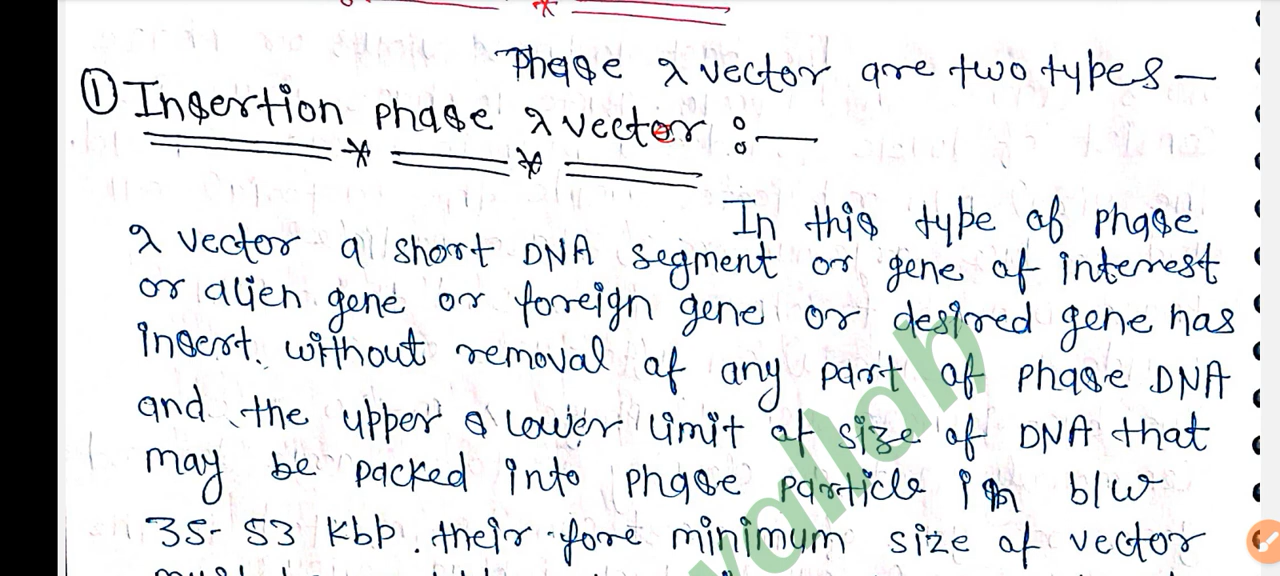 Phage λ vector are two types —
① Insertion phage λ vector :—
In this type of phage
λ vector a short DNA segment or gene of interest
or alien gene or foreign gene or desired gene has
insert. without removal of any part of phage DNA
and the upper & lower limit of size of DNA that
may be packed into phage particle in b/w
35- 53 kbp. their fore minimum size of vector